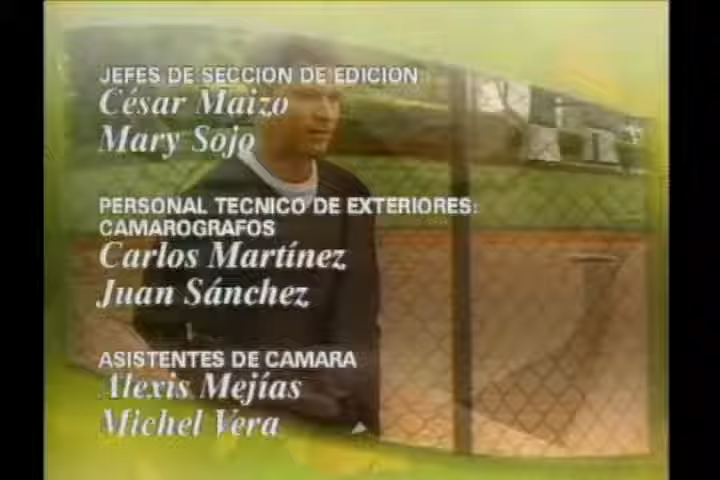 JEFES DE SECCION DE EDICION
César Maizo
Mary Sojo
PERSONAL TECNICO DE EXTERIORES:
CAMAROGRAFOS
Carlos Martínez
Juan Sánchez
ASISTENTES DE CAMARA
Alexis Mejías
Michel Vera